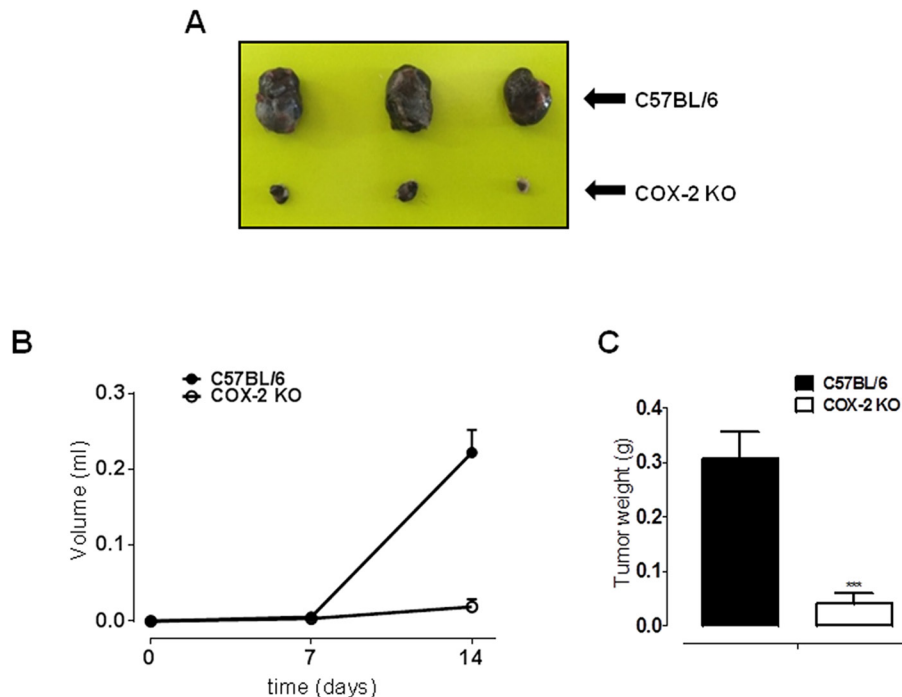 A
C57BL/6
COX-2 KO
B
C57BL/6
COX-2 KO
Volume (ml)
0.3
0.2
0.1
0.0
0
7
14
time (days)
C
C57BL/6
COX-2 KO
Tumor weight (g)
0.4
0.3
0.2
0.1
0.0
***